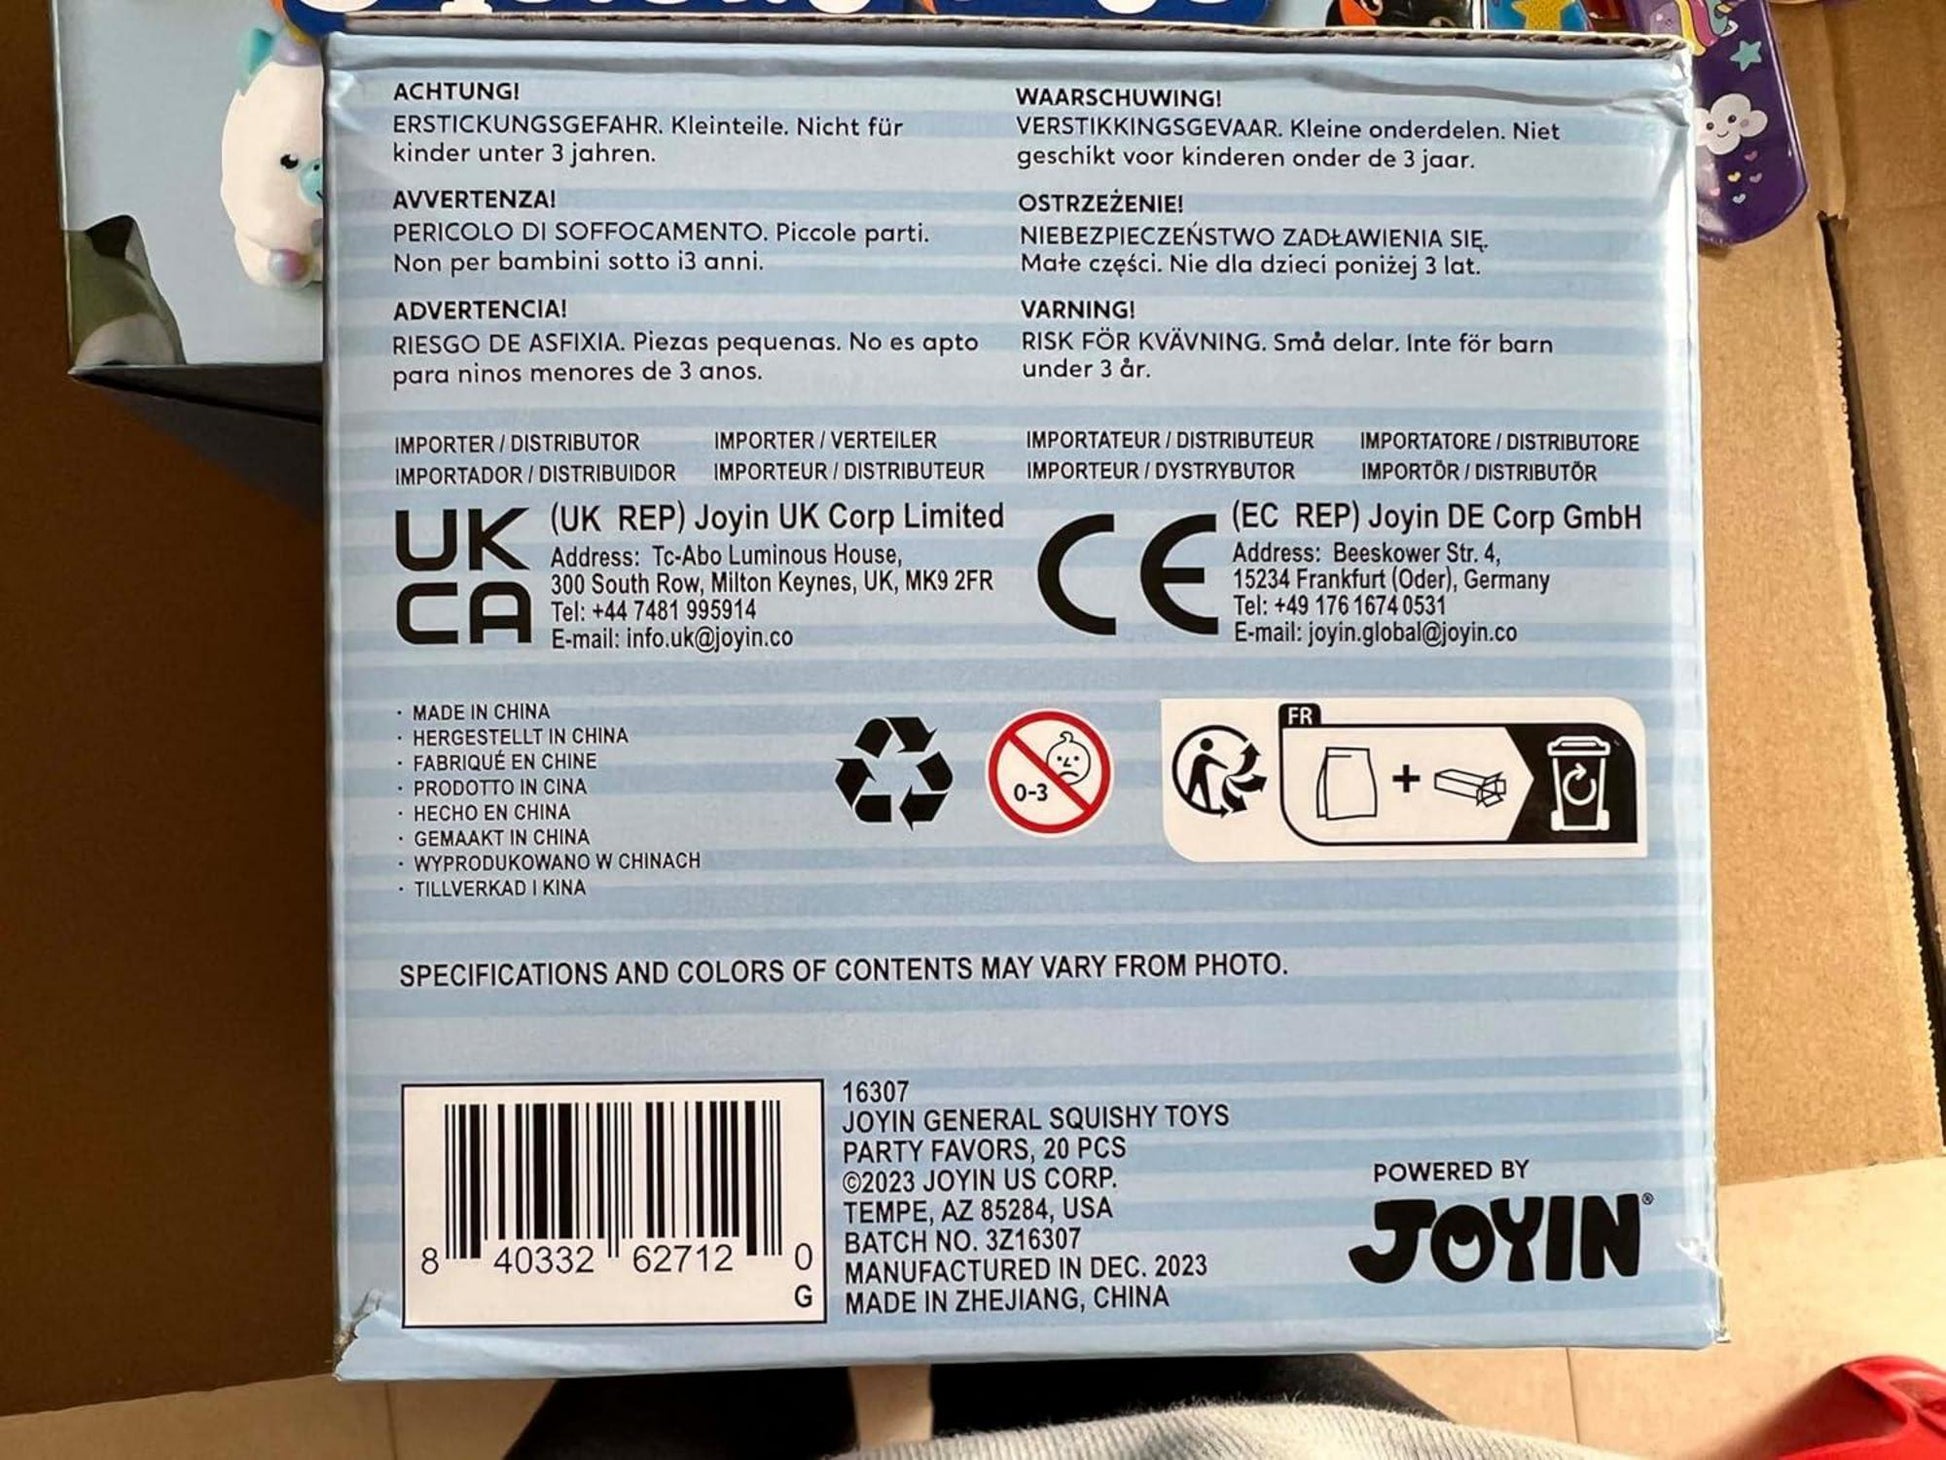 ACHTUNG!
ERSTICKUNGSGEFAHR. Kleinteile. Nicht für
kinder unter 3 jahren.
AVVERTENZA!
PERICOLO DI SOFFOCAMENTO. Piccole parti.
Non per bambini sotto i3 anni.
ADVERTENCIA!
RIESGO DE ASFIXIA. Piezas pequenas. No es apto
para ninos menores de 3 anos.
WAARSCHUWING!
VERSTIKKINGSGEVAAR. Kleine onderdelen. Niet
geschikt voor kinderen onder de 3 jaar.
OSTRZEŻENIE!
NIEBEZPIECZEŃSTWO ZADŁAWIENIA SIĘ.
Małe części. Nie dla dzieci poniżej 3 lat.
VARNING!
RISK FÖR KVÄVNING. Små delar. Inte för barn
under 3 år.
IMPORTER / DISTRIBUTOR IMPORTER / VERTEILER IMPORTATEUR / DISTRIBUTEUR IMPORTATORE / DISTRIBUTORE
IMPORTADOR / DISTRIBUIDOR IMPORTEUR / DISTRIBUTEUR IMPORTEUR / DYSTRYBUTOR IMPORTÖR / DISTRIBUTÖR
UK
CA
(UK REP) Joyin UK Corp Limited
Address: Tc-Abo Luminous House,
300 South Row, Milton Keynes, UK, MK9 2FR
Tel: +44 7481 995914
E-mail: info.uk@joyin.co
CE
(EC REP) Joyin DE Corp GmbH
Address: Beeskower Str. 4,
15234 Frankfurt (Oder), Germany
Tel: +49 176 1674 0531
E-mail: joyin.global@joyin.co
· MADE IN CHINA
· HERGESTELLT IN CHINA
· FABRIQUÉ EN CHINE
· PRODOTTO IN CINA
· HECHO EN CHINA
· GEMAAKT IN CHINA
· WYPRODUKOWANO W CHINACH
· TILLVERKAD I KINA
0-3
FR
+
SPECIFICATIONS AND COLORS OF CONTENTS MAY VARY FROM PHOTO.
8 40332 62712 0
G
16307
JOYIN GENERAL SQUISHY TOYS
PARTY FAVORS, 20 PCS
©2023 JOYIN US CORP.
TEMPE, AZ 85284, USA
BATCH NO. 3Z16307
MANUFACTURED IN DEC. 2023
MADE IN ZHEJIANG, CHINA
POWERED BY
JOYIN®